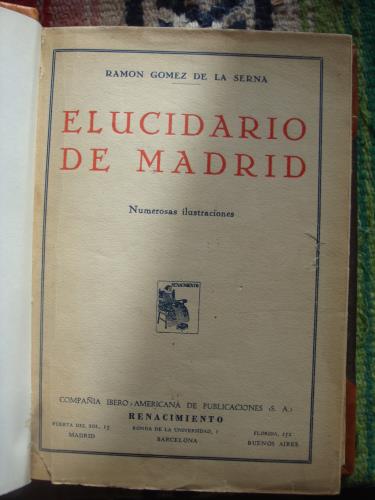 RAMON GOMEZ DE LA SERNA
ELUCIDARIO
DE MADRID
Numerosas ilustraciones
RENACIMIENTO
COMPAÑIA IBERO-AMERICANA DE PUBLICACIONES (S. A.)
RENACIMIENTO
PUERTA DEL SOL, 15
MADRID
RONDA DE LA UNIVERSIDAD, 1
BARCELONA
FLORIDA, 251
BUENOS AIRES